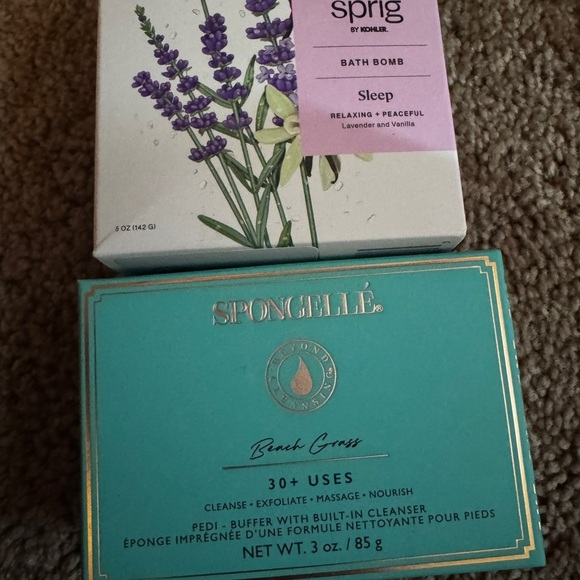 sprig
BY KOHLER.
BATH BOMB
Sleep
RELAXING + PEACEFUL
Lavender and Vanilla
5 OZ (142 G)
SPONGELLÉ®
BEYOND CLEANSING®
Beach Grass
30+ USES
CLEANSE • EXFOLIATE • MASSAGE • NOURISH
PEDI - BUFFER WITH BUILT-IN CLEANSER
ÉPONGE IMPRÉGNÉE D'UNE FORMULE NETTOYANTE POUR PIEDS
NET WT. 3 oz. / 85 g